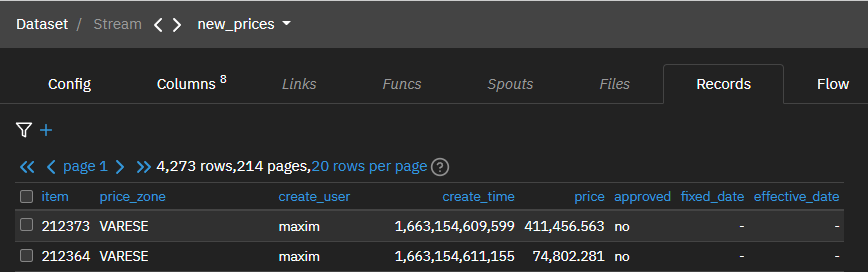 Dataset / Stream < > new_prices
Config Columns 8 Links Funcs Spouts Files Records Flow
+
<< < page 1 > >> 4,273 rows,214 pages,20 rows per page ?
item price_zone create_user create_time price approved fixed_date effective_date
212373 VARESE maxim 1,663,154,609,599 411,456.563 no - -
212364 VARESE maxim 1,663,154,611,155 74,802.281 no - -